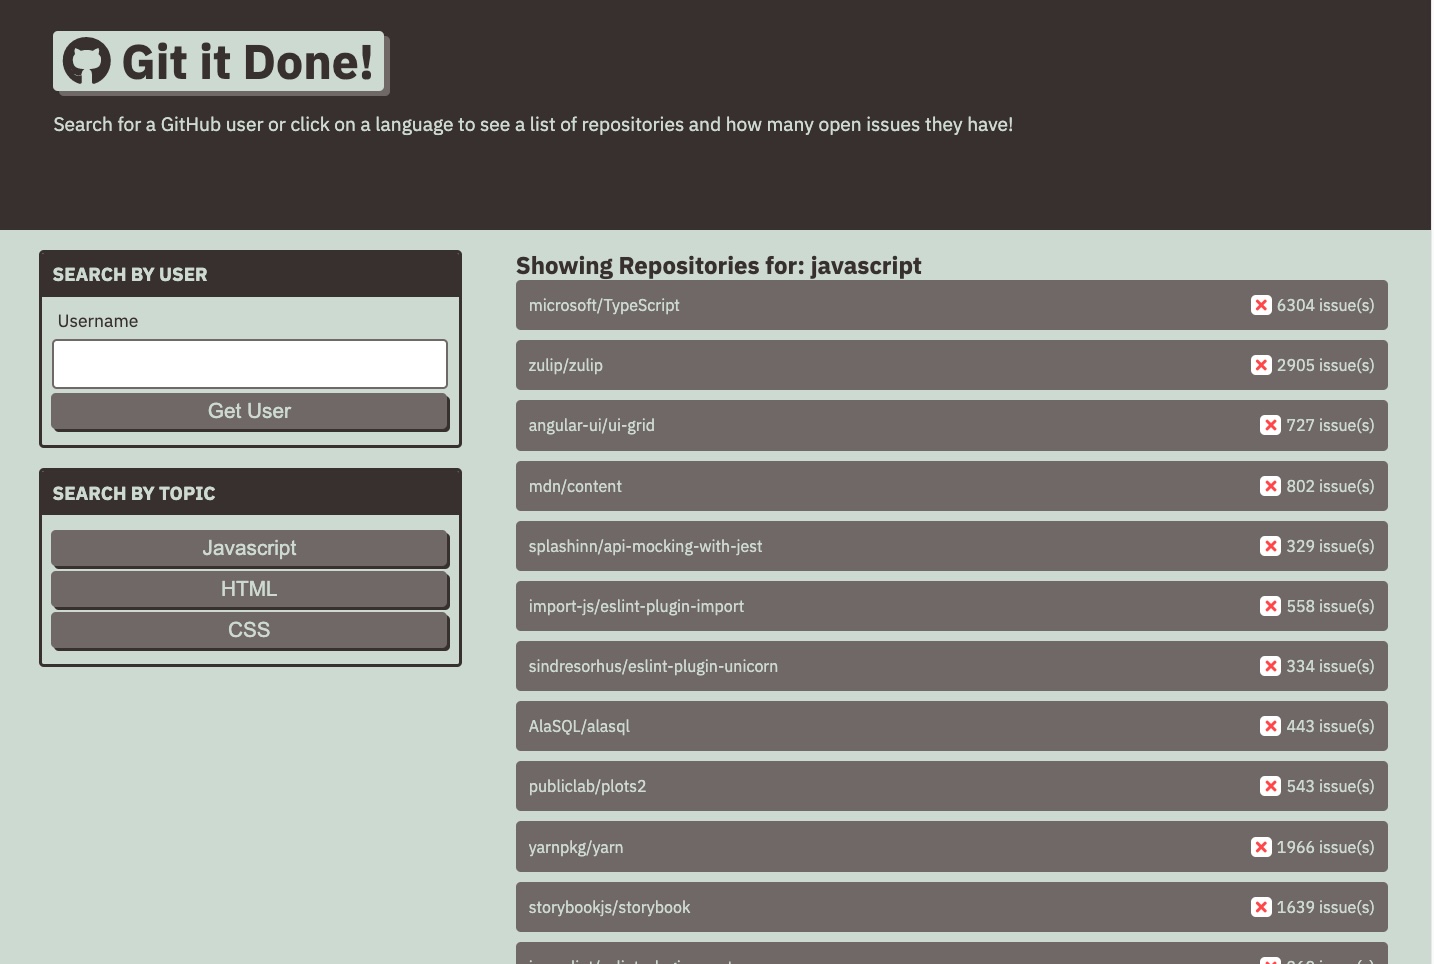 Git it Done!
Search for a GitHub user or click on a language to see a list of repositories and how many open issues they have!
SEARCH BY USER
Username
Get User
SEARCH BY TOPIC
Javascript
HTML
CSS
Showing Repositories for: javascript
microsoft/TypeScript 6304 issue(s)
zulip/zulip 2905 issue(s)
angular-ui/ui-grid 727 issue(s)
mdn/content 802 issue(s)
splashinn/api-mocking-with-jest 329 issue(s)
import-js/eslint-plugin-import 558 issue(s)
sindresorhus/eslint-plugin-unicorn 334 issue(s)
AlaSQL/alasql 443 issue(s)
publiclab/plots2 543 issue(s)
yarnpkg/yarn 1966 issue(s)
storybookjs/storybook 1639 issue(s)